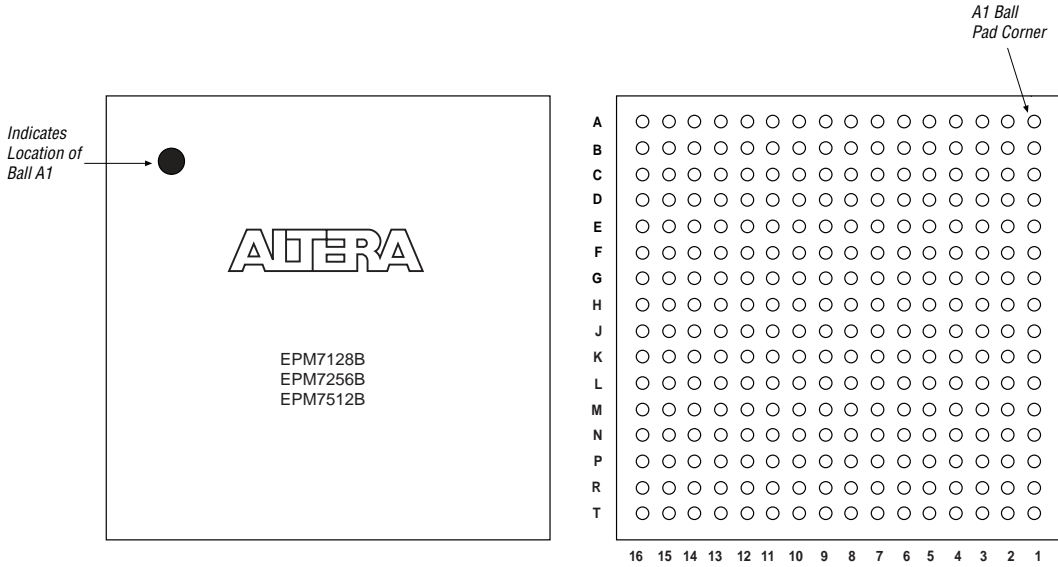 A1 Ball
Pad Corner
Indicates
Location of
Ball A1
ALTERA
EPM7128B
EPM7256B
EPM7512B
A
B
C
D
E
F
G
H
J
K
L
M
N
P
R
T
16 15 14 13 12 11 10 9 8 7 6 5 4 3 2 1